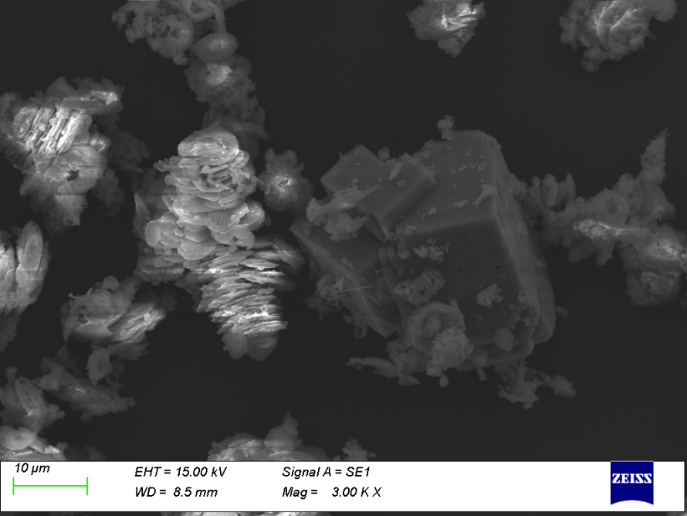 10 µm
EHT = 15.00 kV
Signal A = SE1
WD = 8.5 mm
Mag = 3.00 K X
ZEISS